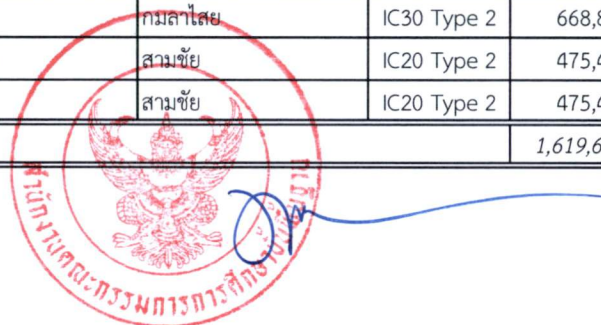 กมลาไสย IC30 Type 2 668,8
สามชัย IC20 Type 2 475,4
สามชัย IC20 Type 2 475,4
1,619,6
สำนักงานคณะกรรมการการศึกษาขั้นพื้นฐาน